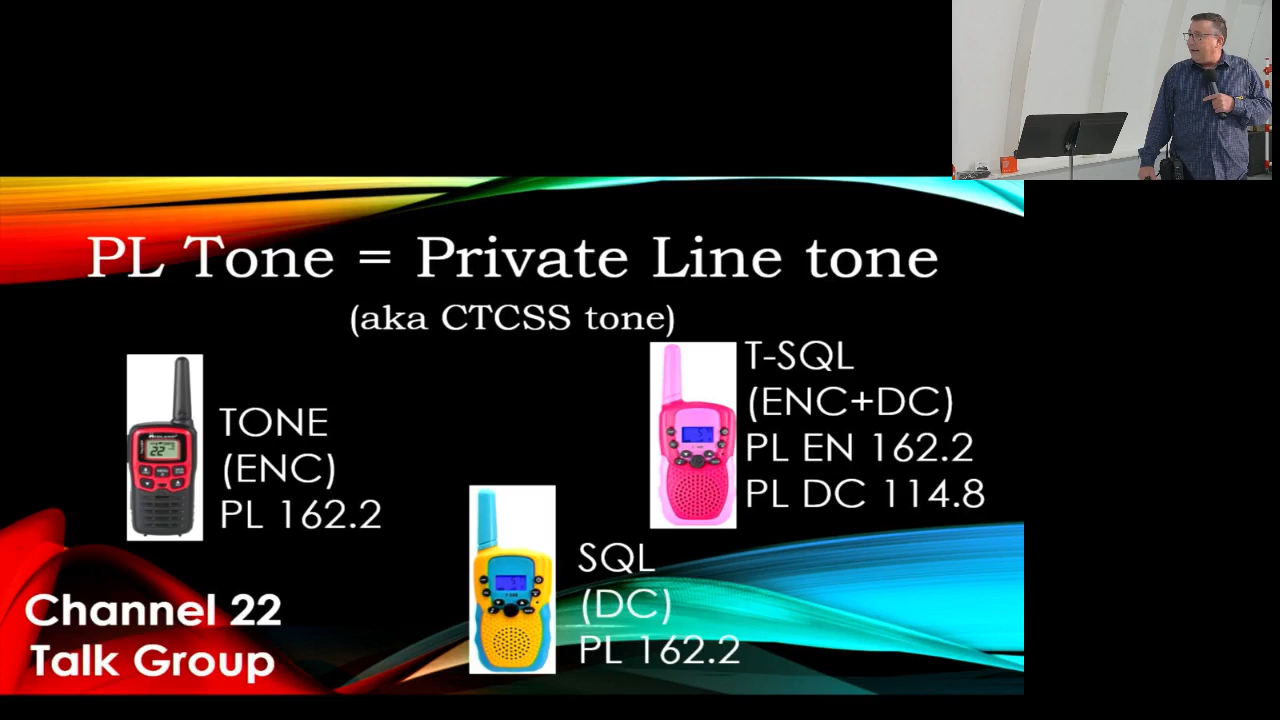 PL Tone = Private Line tone
(aka CTCSS tone)
TONE
(ENC)
PL 162.2
T-SQL
(ENC+DC)
PL EN 162.2
PL DC 114.8
SQL
(DC)
PL 162.2
Channel 22
Talk Group